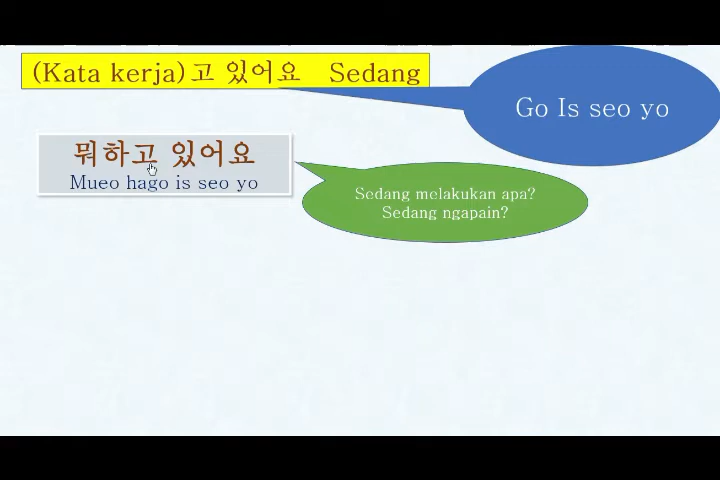 (Kata kerja)고 있어요 Sedang
Go Is seo yo
뭐하고 있어요
Mueo hago is seo yo
Sedang melakukan apa?
Sedang ngapain?